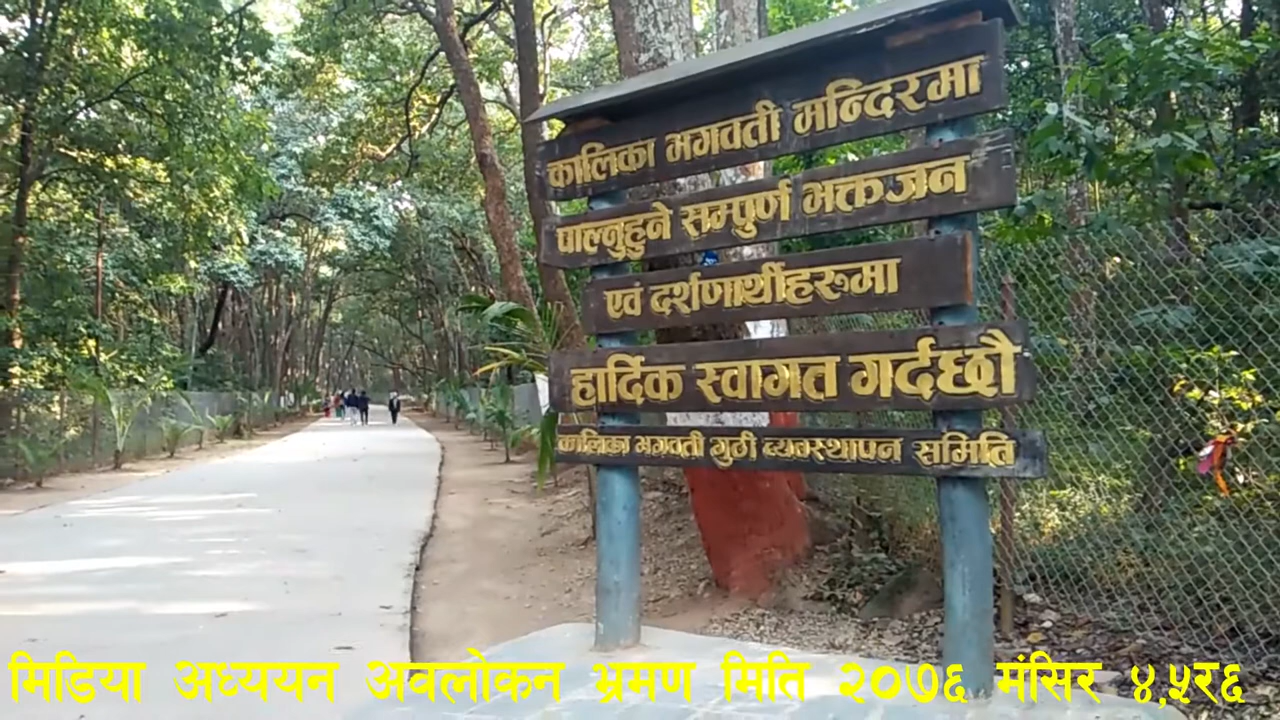 कालिका भगवती मन्दिरमा
पाल्नुहुने सम्पुर्ण भक्तजन
एवं दर्शणार्थीहरुमा
हार्दिक स्वागत गर्दछौ
कालिका भगवती गुठी व्यवस्थापन समिति
मिडिया अध्ययन अवलोकन भ्रमण मिति २०७६ मंसिर ४,५र६